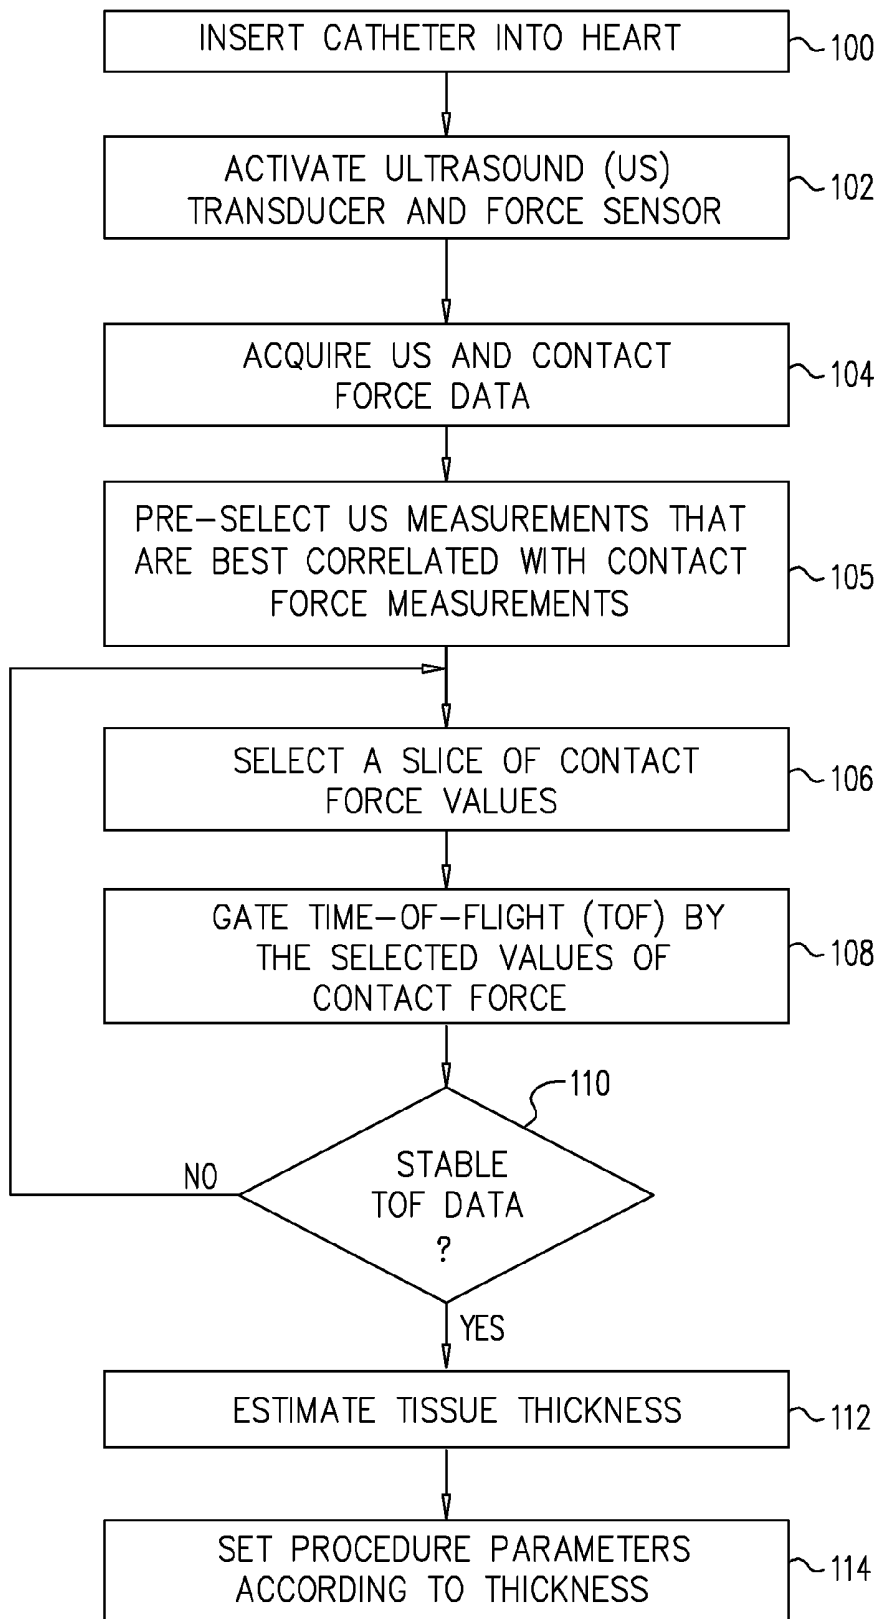 INSERT CATHETER INTO HEART
100
ACTIVATE ULTRASOUND (US)
TRANSDUCER AND FORCE SENSOR
102
ACQUIRE US AND CONTACT
FORCE DATA
104
PRE-SELECT US MEASUREMENTS THAT
ARE BEST CORRELATED WITH CONTACT
FORCE MEASUREMENTS
105
SELECT A SLICE OF CONTACT
FORCE VALUES
106
GATE TIME-OF-FLIGHT (TOF) BY
THE SELECTED VALUES OF
CONTACT FORCE
108
110
STABLE
TOF DATA
?
NO
YES
ESTIMATE TISSUE THICKNESS
112
SET PROCEDURE PARAMETERS
ACCORDING TO THICKNESS
114